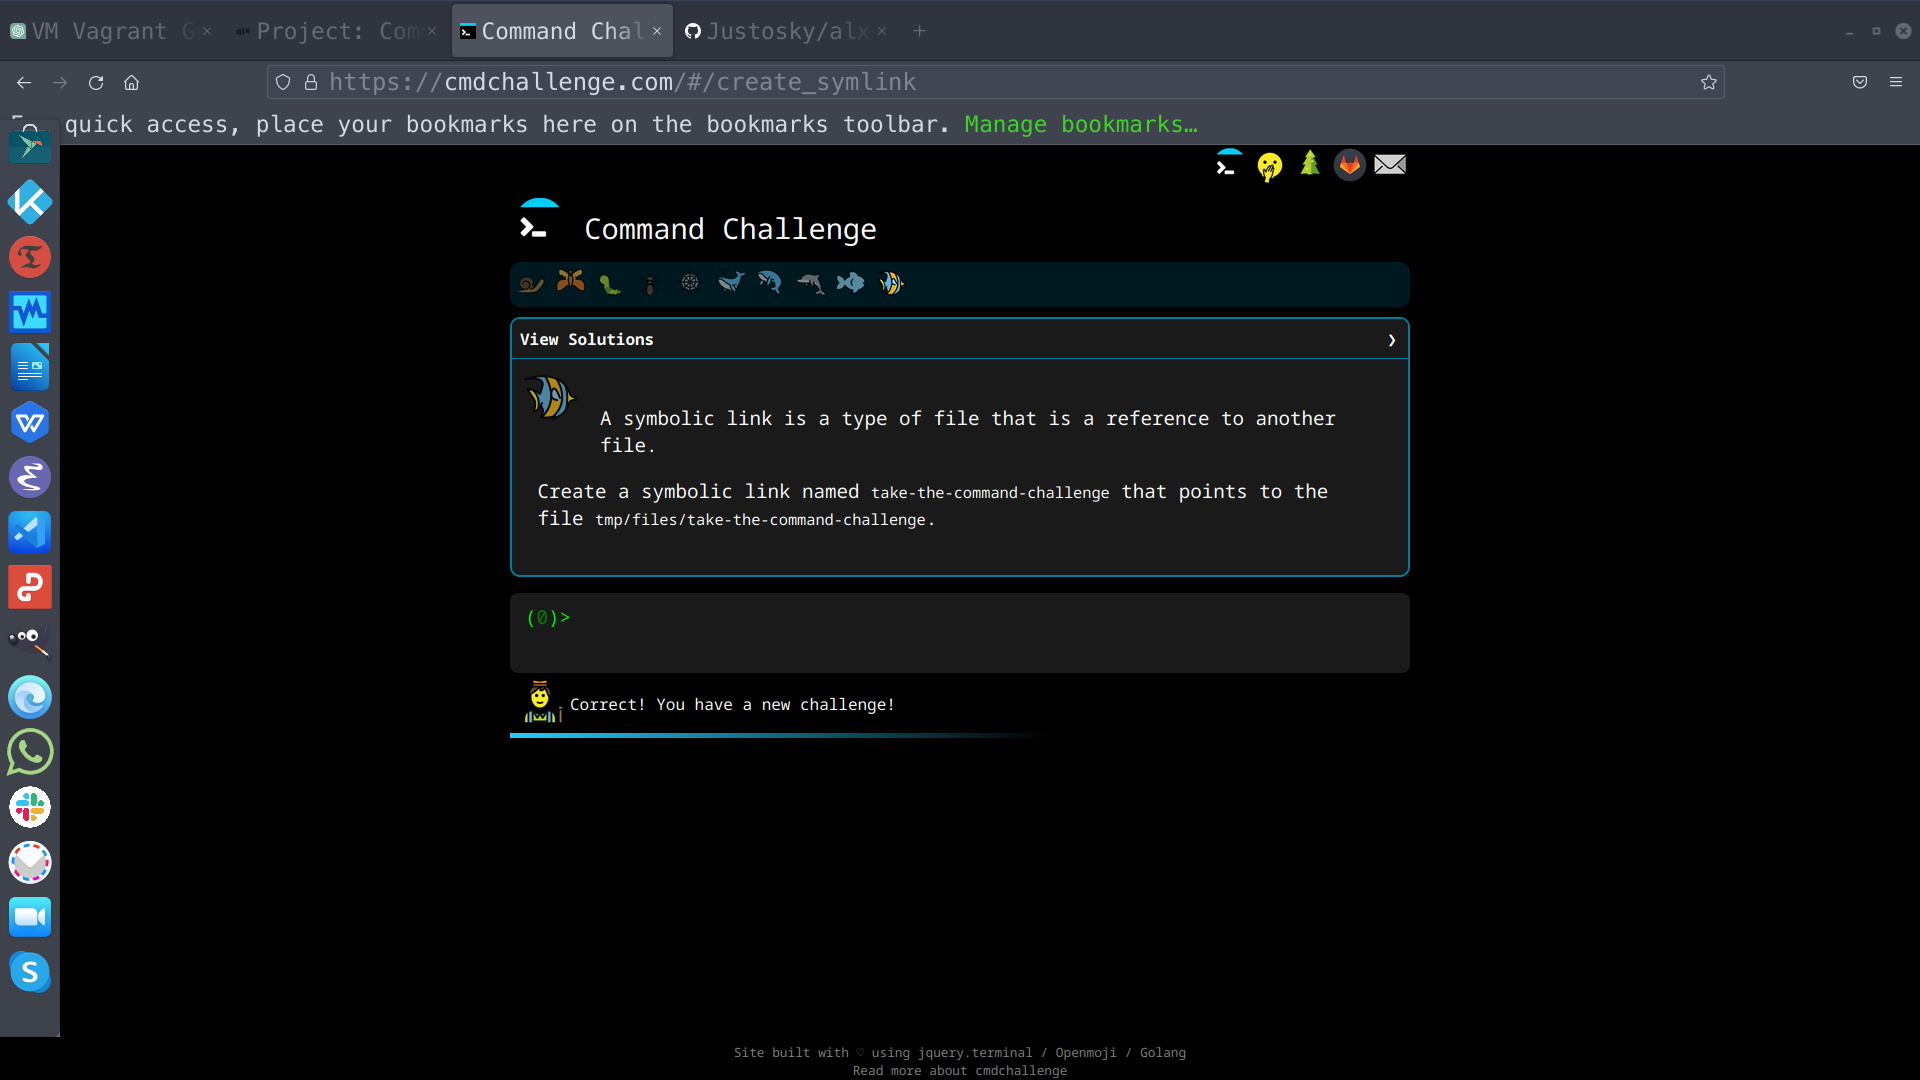 VM Vagrant G
Project: Com
Command Chal
Justosky/alx
https://cmdchallenge.com/#/create_symlink
quick access, place your bookmarks here on the bookmarks toolbar. Manage bookmarks…
Command Challenge
View Solutions
A symbolic link is a type of file that is a reference to another
file.
Create a symbolic link named take-the-command-challenge that points to the
file tmp/files/take-the-command-challenge.
(0)>
Correct! You have a new challenge!
Site built with ♡ using jquery.terminal / Openmoji / Golang
Read more about cmdchallenge